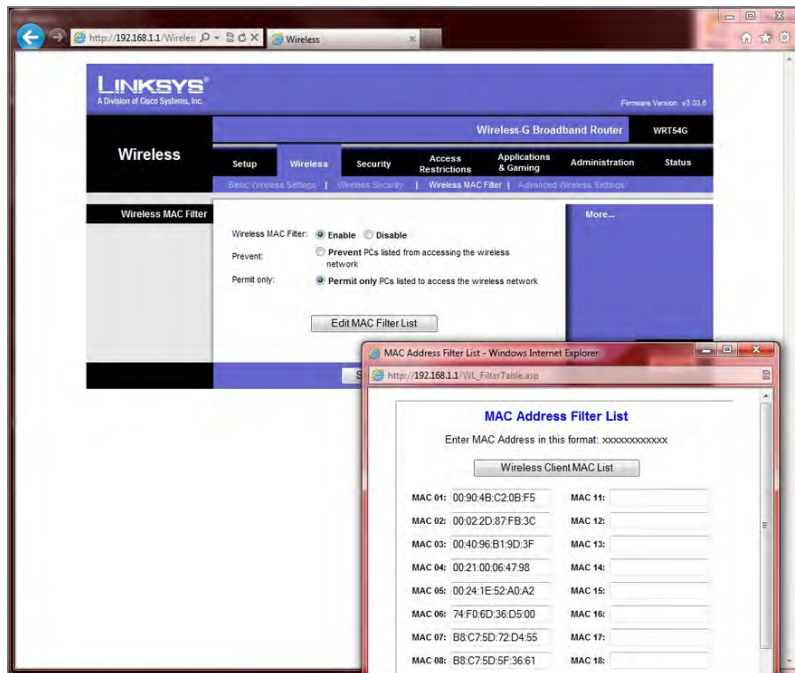 http://192.168.1.1/Wireles
Wireless
LINKSYS®
A Division of Cisco Systems, Inc.
Firmware Version: v3.03.6
Wireless-G Broadband Router WRT54G
Wireless
Setup Wireless Security Access Restrictions Applications & Gaming Administration Status
Basic Wireless Settings | Wireless Security | Wireless MAC Filter | Advanced Wireless Settings
Wireless MAC Filter
More...
Wireless MAC Filter: Enable Disable
Prevent: Prevent PCs listed from accessing the wireless
network
Permit only: Permit only PCs listed to access the wireless network
Edit MAC Filter List
MAC Address Filter List - Windows Internet Explorer
http://192.168.1.1/WL_FilterTable.asp
MAC Address Filter List
Enter MAC Address in this format: xxxxxxxxxxxx
Wireless Client MAC List
MAC 01: 00:90:4B:C2:0B:F5 MAC 11:
MAC 02: 00:02:2D:87:FB:3C MAC 12:
MAC 03: 00:40:96:B1:9D:3F MAC 13:
MAC 04: 00:21:00:06:47:98 MAC 14:
MAC 05: 00:24:1E:52:A0:A2 MAC 15:
MAC 06: 74:F0:6D:36:D5:00 MAC 16:
MAC 07: B8:C7:5D:72:D4:55 MAC 17:
MAC 08: B8:C7:5D:5F:36:61 MAC 18: